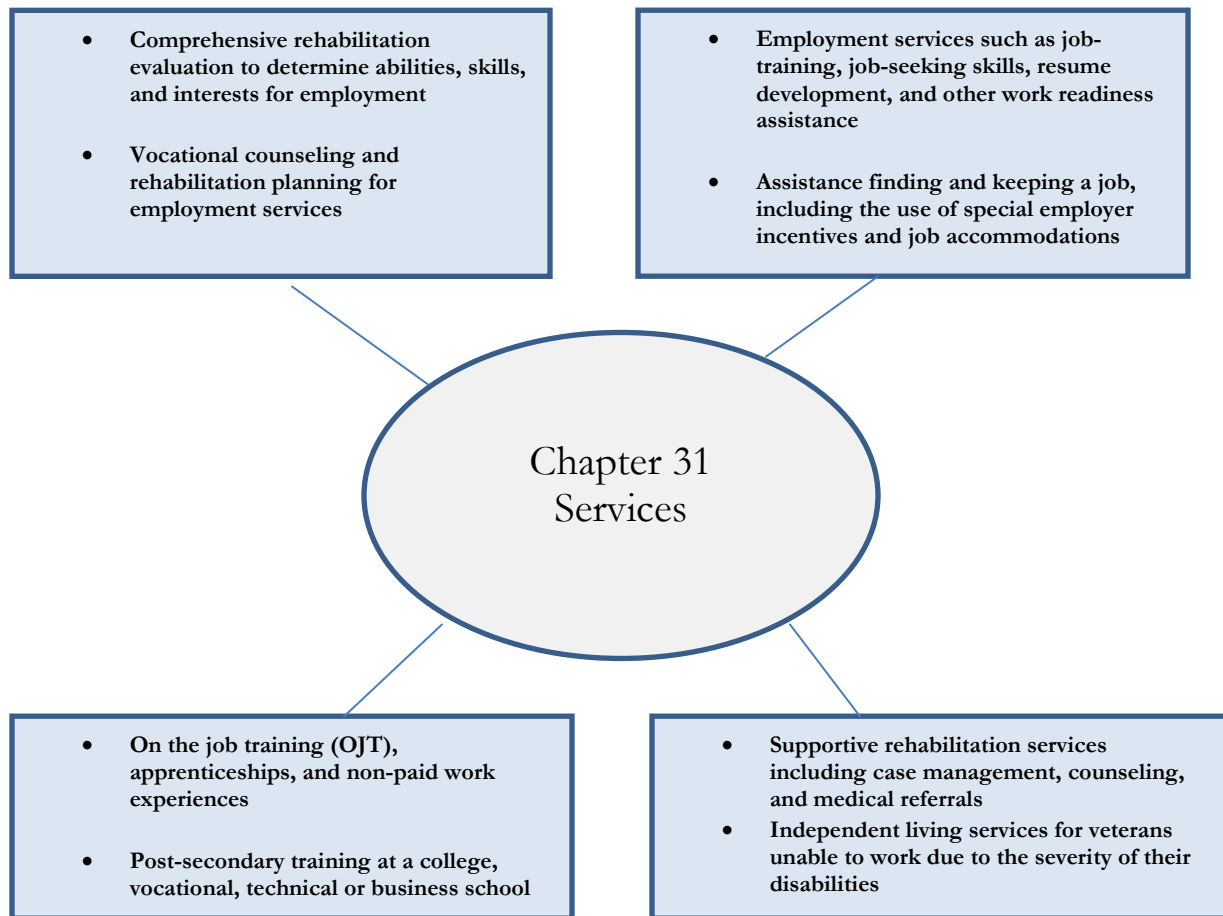 • Comprehensive rehabilitation
evaluation to determine abilities, skills,
and interests for employment
• Vocational counseling and
rehabilitation planning for
employment services
• Employment services such as job-
training, job-seeking skills, resume
development, and other work readiness
assistance
• Assistance finding and keeping a job,
including the use of special employer
incentives and job accommodations
Chapter 31
Services
• On the job training (OJT),
apprenticeships, and non-paid work
experiences
• Post-secondary training at a college,
vocational, technical or business school
• Supportive rehabilitation services
including case management, counseling,
and medical referrals
• Independent living services for veterans
unable to work due to the severity of their
disabilities